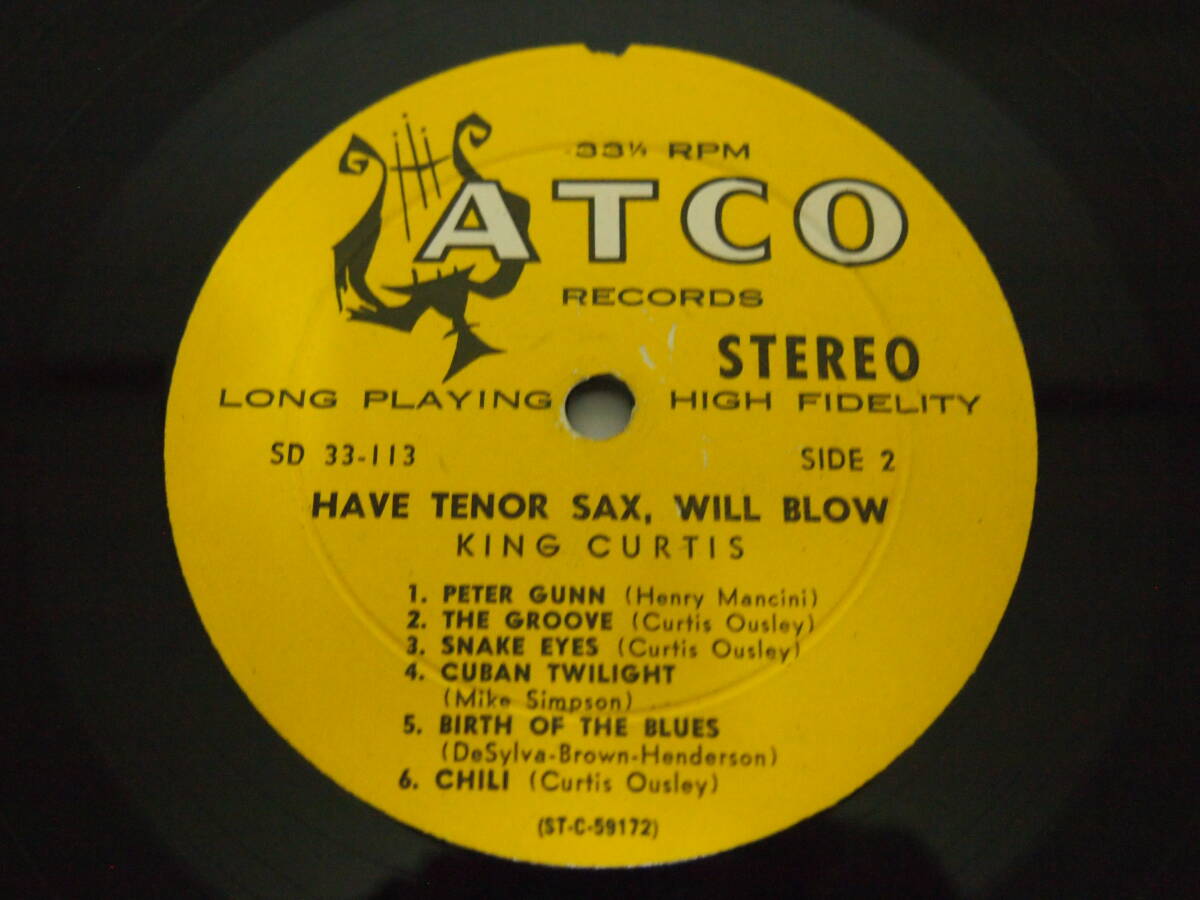 33⅓ RPM
ATCO
RECORDS
STEREO
LONG PLAYING HIGH FIDELITY
SD 33-113 SIDE 2
HAVE TENOR SAX, WILL BLOW
KING CURTIS
1. PETER GUNN (Henry Mancini)
2. THE GROOVE (Curtis Ousley)
3. SNAKE EYES (Curtis Ousley)
4. CUBAN TWILIGHT
(Mike Simpson)
5. BIRTH OF THE BLUES
(DeSylva-Brown-Henderson)
6. CHILI (Curtis Ousley)
(ST-C-59172)